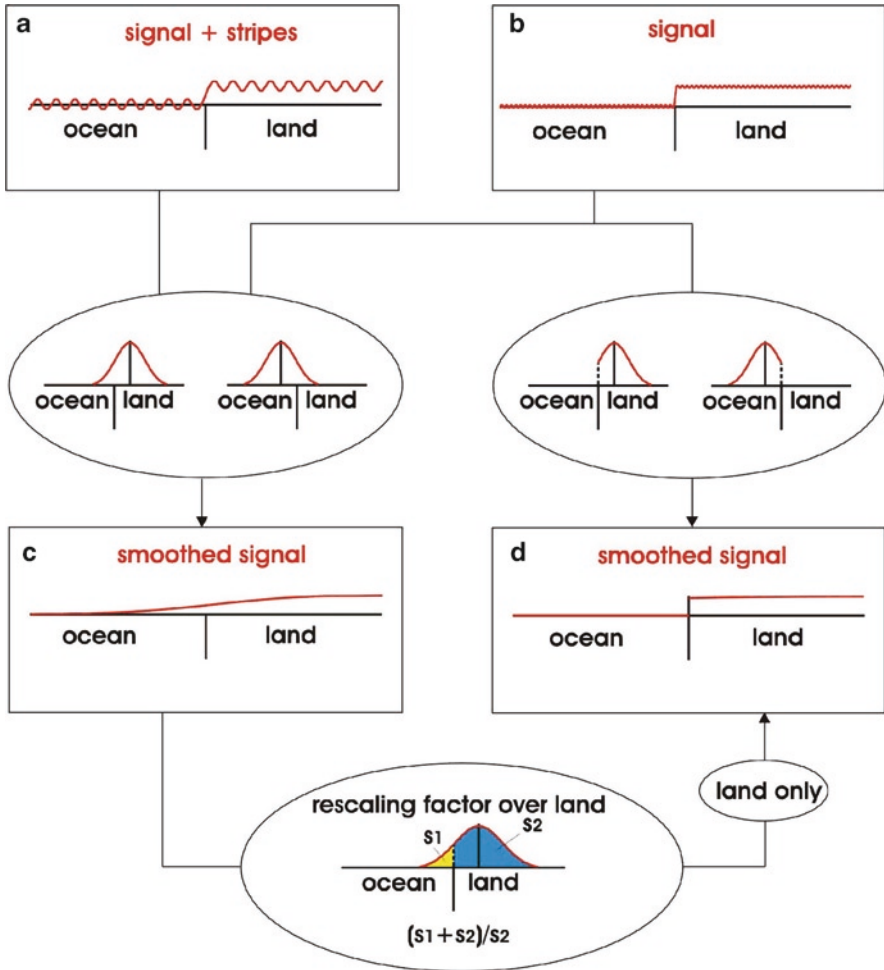 a
signal + stripes
ocean
land
b
signal
ocean
land
ocean
land
ocean
land
ocean
land
ocean
land
c
smoothed signal
ocean
land
d
smoothed signal
ocean
land
rescaling factor over land
S1
S2
ocean
land
(S1+S2)/S2
land only